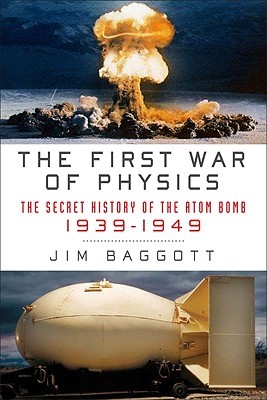 THE FIRST WAR
OF PHYSICS
THE SECRET HISTORY OF THE ATOM BOMB
1939-1949
JIM BAGGOTT